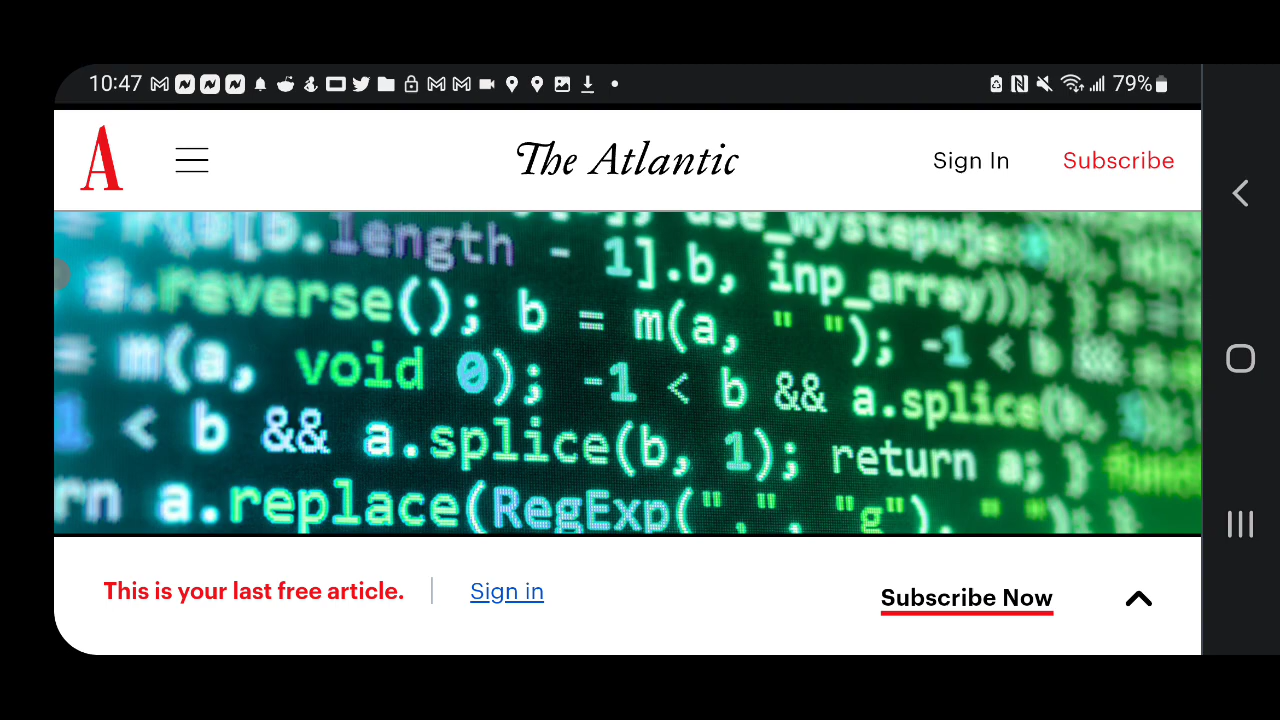 10:47 79%
A The Atlantic Sign In Subscribe
.length - 1].b, inp_array));
a.reverse(); b = m(a, " "); -1 < b &&
= m(a, void 0); -1 < b && a.splice(b,
1 < b && a.splice(b, 1); return a; }
rn a.replace(RegExp(",", "g"), " ")
This is your last free article. Sign in Subscribe Now